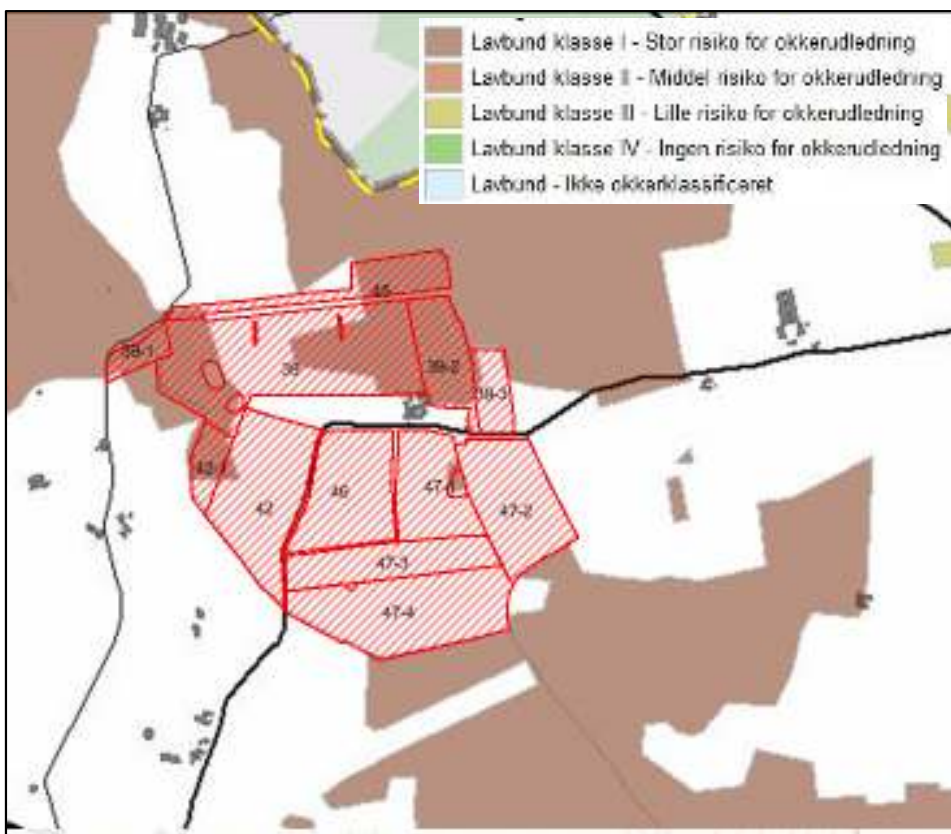 Lavbund klasse I - Stor risiko for okkerudledning
Lavbund klasse II - Middel risiko for okkerudledning
Lavbund klasse III - Lille risiko for okkerudledning
Lavbund klasse IV - Ingen risiko for okkerudledning
Lavbund - Ikke okkerklassificeret
39-1
38
39-2
39-3
42
46
47-2
47-3
47-4